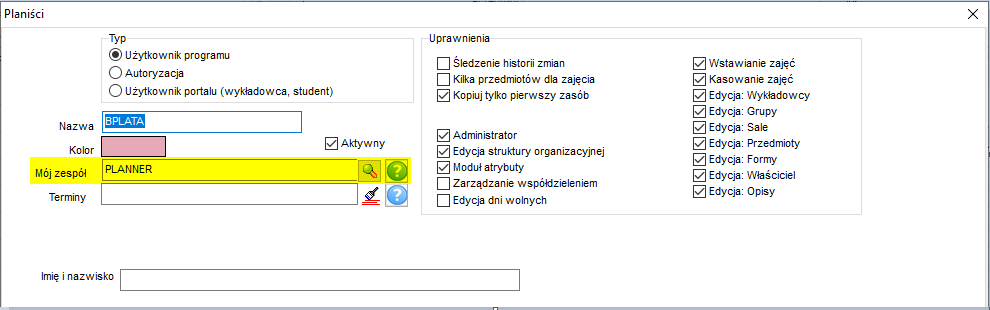 Planiści
Typ
Użytkownik programu
Autoryzacja
Użytkownik portalu (wykładowca, student)
Nazwa BPLATA
Kolor
Aktywny
Mój zespół PLANNER
Terminy
Imię i nazwisko
Uprawnienia
Śledzenie historii zmian
Kilka przedmiotów dla zajęcia
Kopiuj tylko pierwszy zasób
Administrator
Edycja struktury organizacyjnej
Moduł atrybuty
Zarządzanie współdzieleniem
Edycja dni wolnych
Wstawianie zajęć
Kasowanie zajęć
Edycja: Wykładowcy
Edycja: Grupy
Edycja: Sale
Edycja: Przedmioty
Edycja: Formy
Edycja: Właściciel
Edycja: Opisy